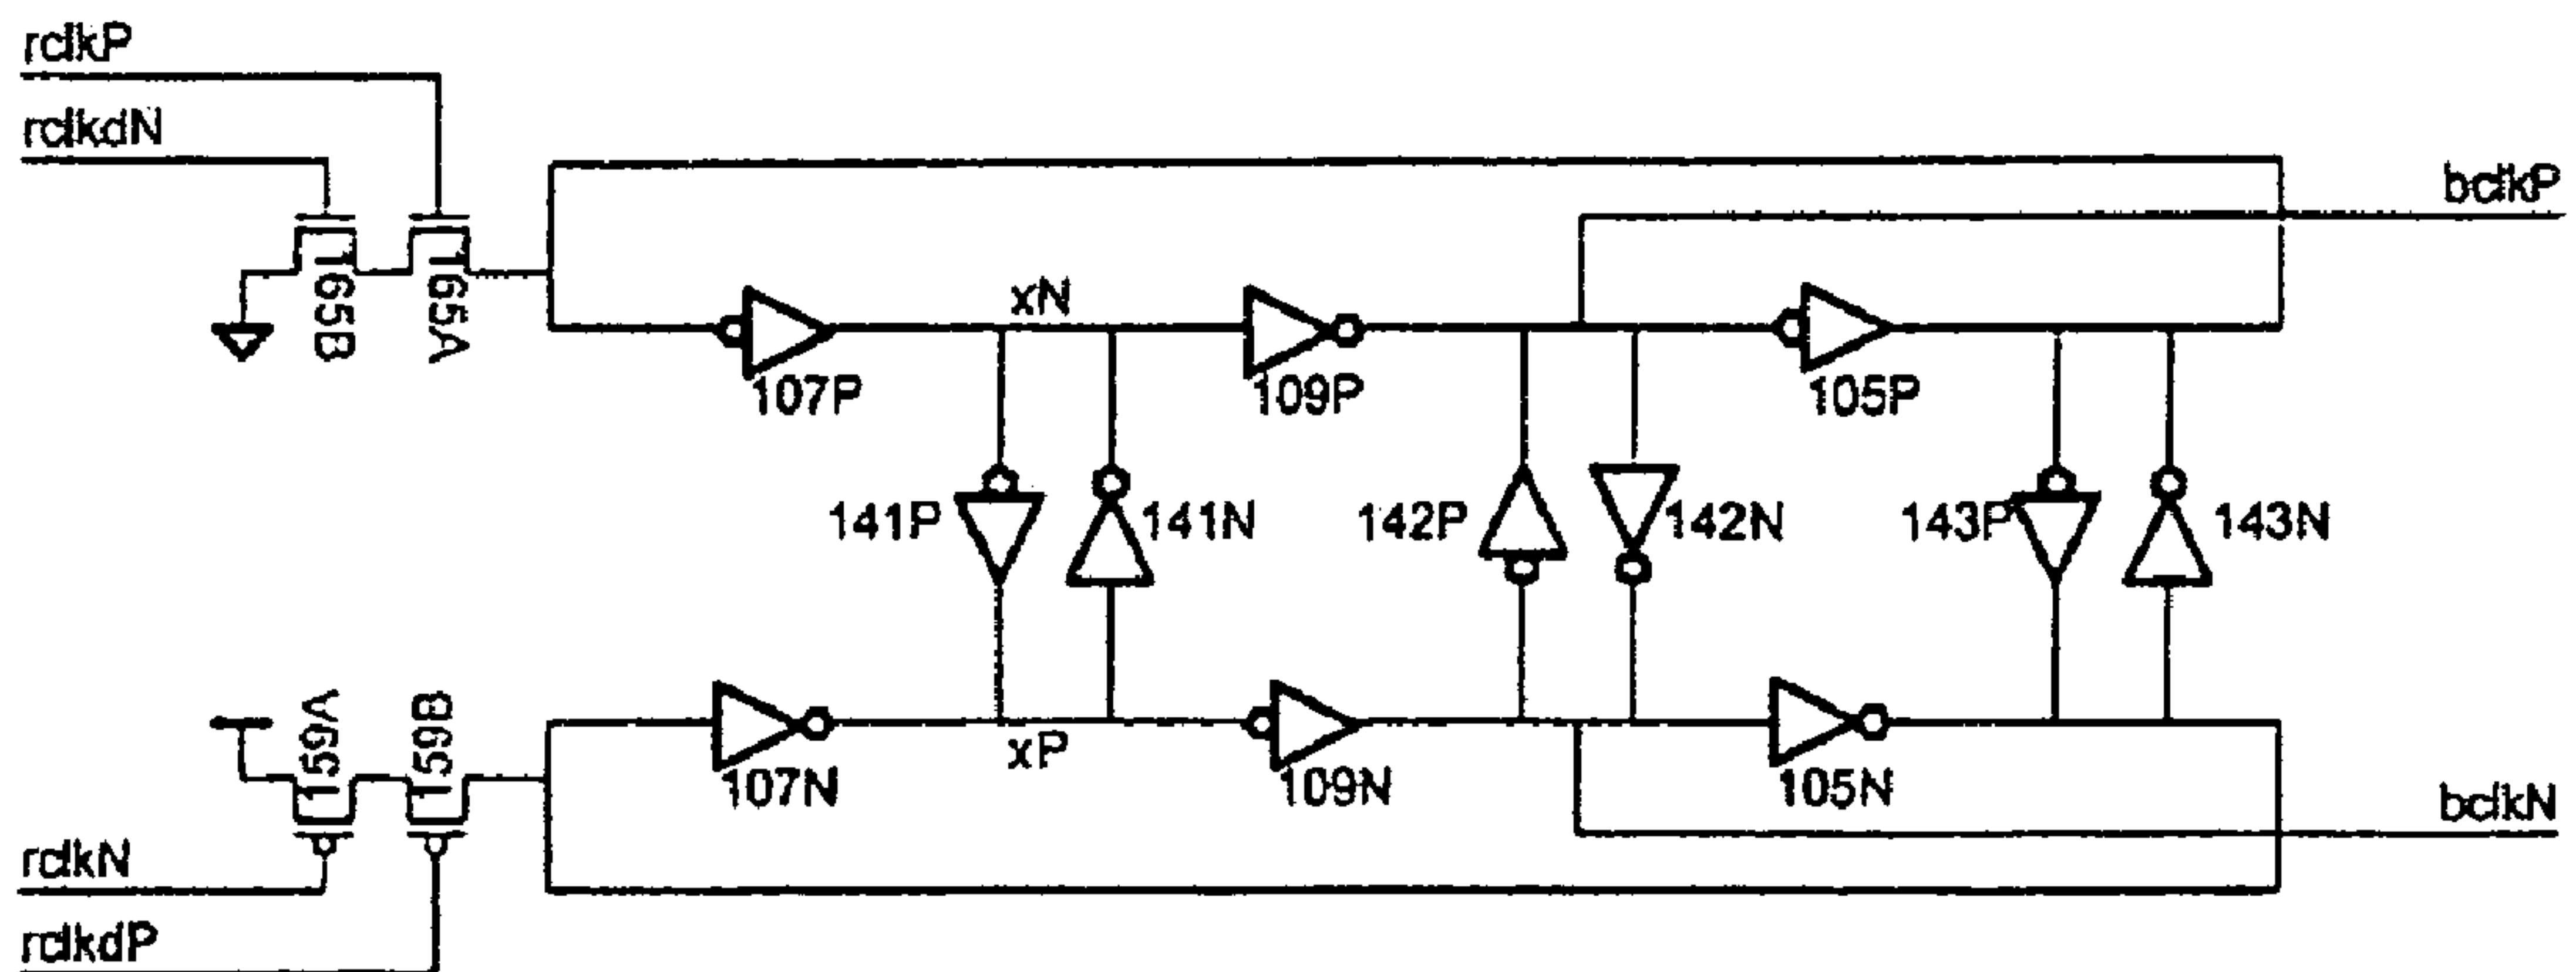 rclkP
rclkdN
bclkP
165B
165A
xN
107P
109P
105P
141P
141N
142P
142N
143P
143N
159A
159B
xP
107N
109N
105N
bclkN
rclkN
rclkdP